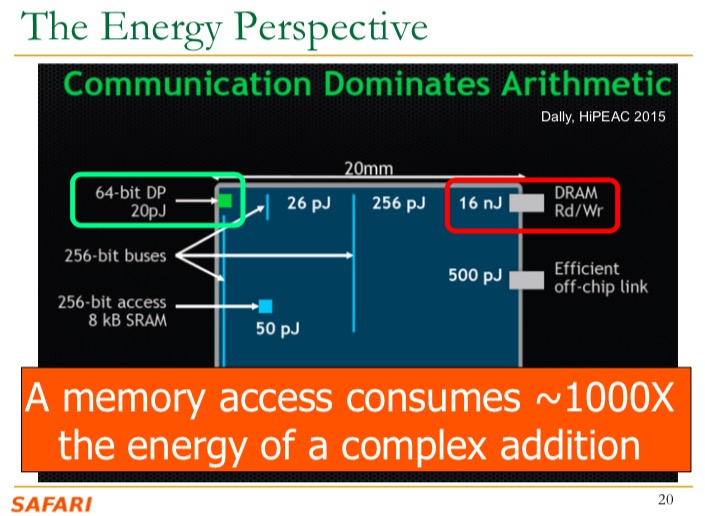 The Energy Perspective
Communication Dominates Arithmetic
Dally, HiPEAC 2015
20mm
64-bit DP
20pJ
26 pJ
256 pJ
16 nJ
DRAM
Rd/Wr
256-bit buses
500 pJ
Efficient
off-chip link
256-bit access
8 kB SRAM
50 pJ
A memory access consumes ~1000X
the energy of a complex addition
SAFARI
20